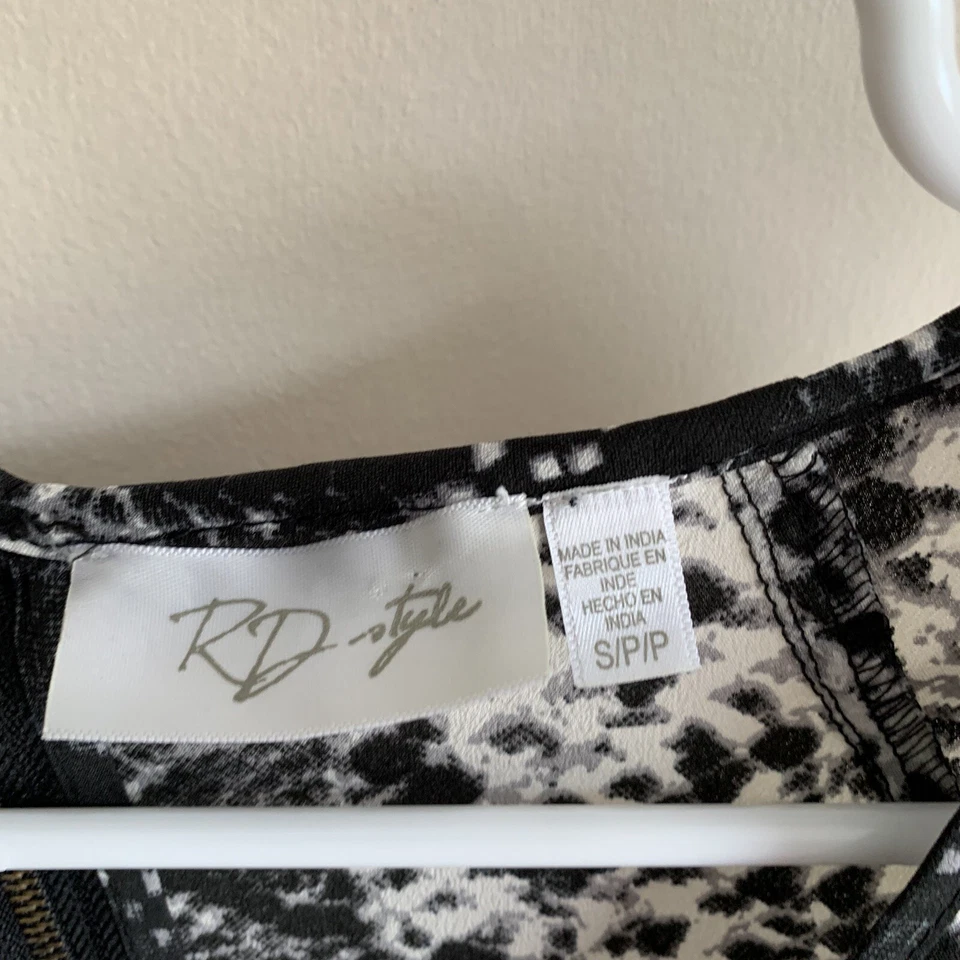 RD style
MADE IN INDIA
FABRIQUE EN
INDE
HECHO EN
INDIA
S/P/P